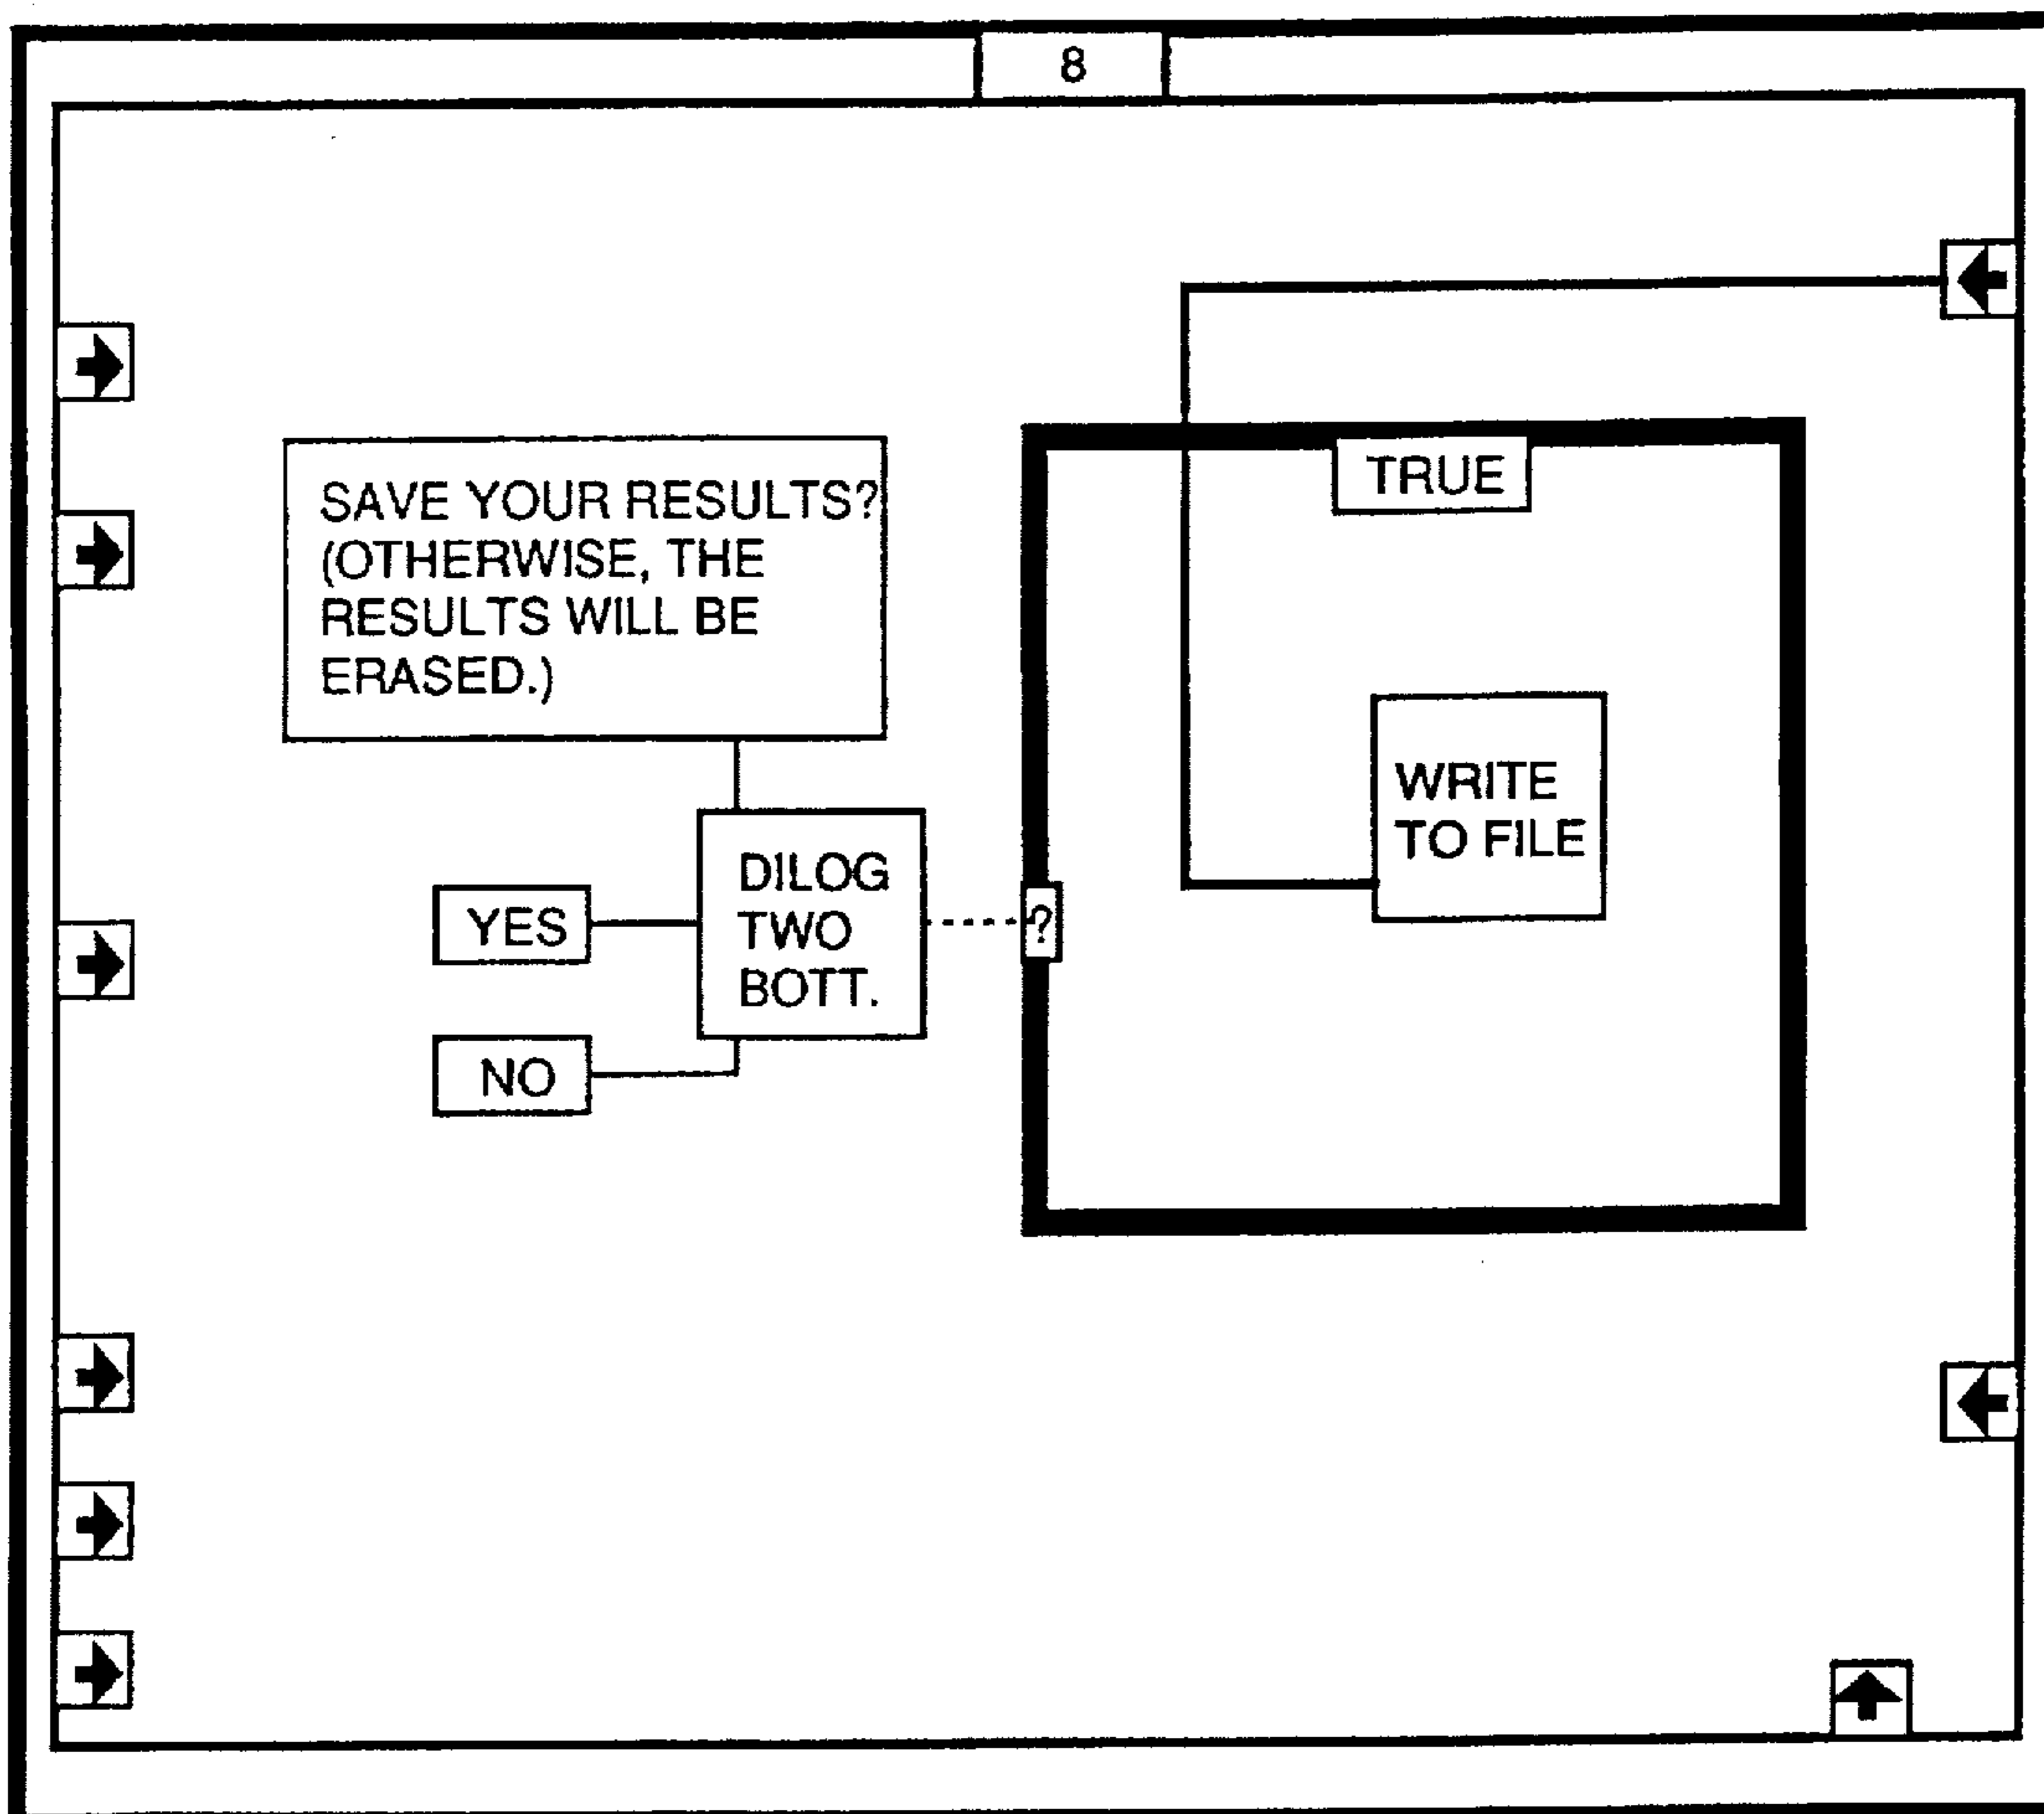 8
SAVE YOUR RESULTS?
(OTHERWISE, THE
RESULTS WILL BE
ERASED.)
TRUE
WRITE
TO FILE
DILOG
TWO
BOTT.
YES
?
NO